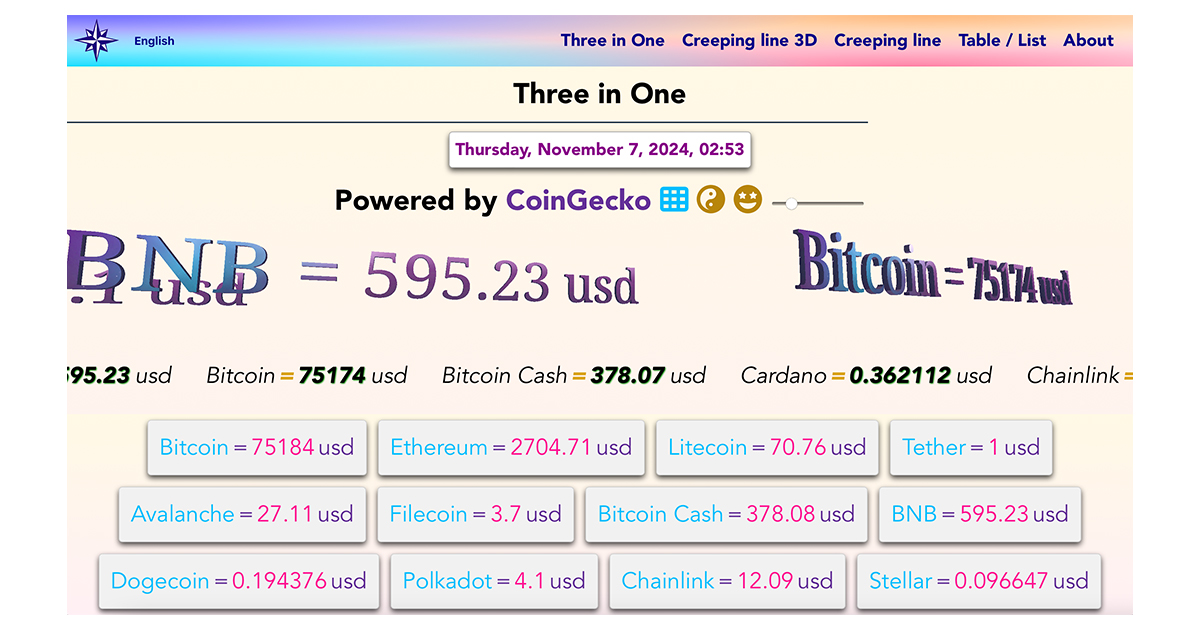 English Three in One Creeping line 3D Creeping line Table / List About
Three in One
Thursday, November 7, 2024, 02:53
Powered by CoinGecko
BNB = 595.23 usd Bitcoin = 75174 usd
.1 usd
95.23 usd Bitcoin = 75174 usd Bitcoin Cash = 378.07 usd Cardano = 0.362112 usd Chainlink =
Bitcoin = 75184 usd Ethereum = 2704.71 usd Litecoin = 70.76 usd Tether = 1 usd
Avalanche = 27.11 usd Filecoin = 3.7 usd Bitcoin Cash = 378.08 usd BNB = 595.23 usd
Dogecoin = 0.194376 usd Polkadot = 4.1 usd Chainlink = 12.09 usd Stellar = 0.096647 usd